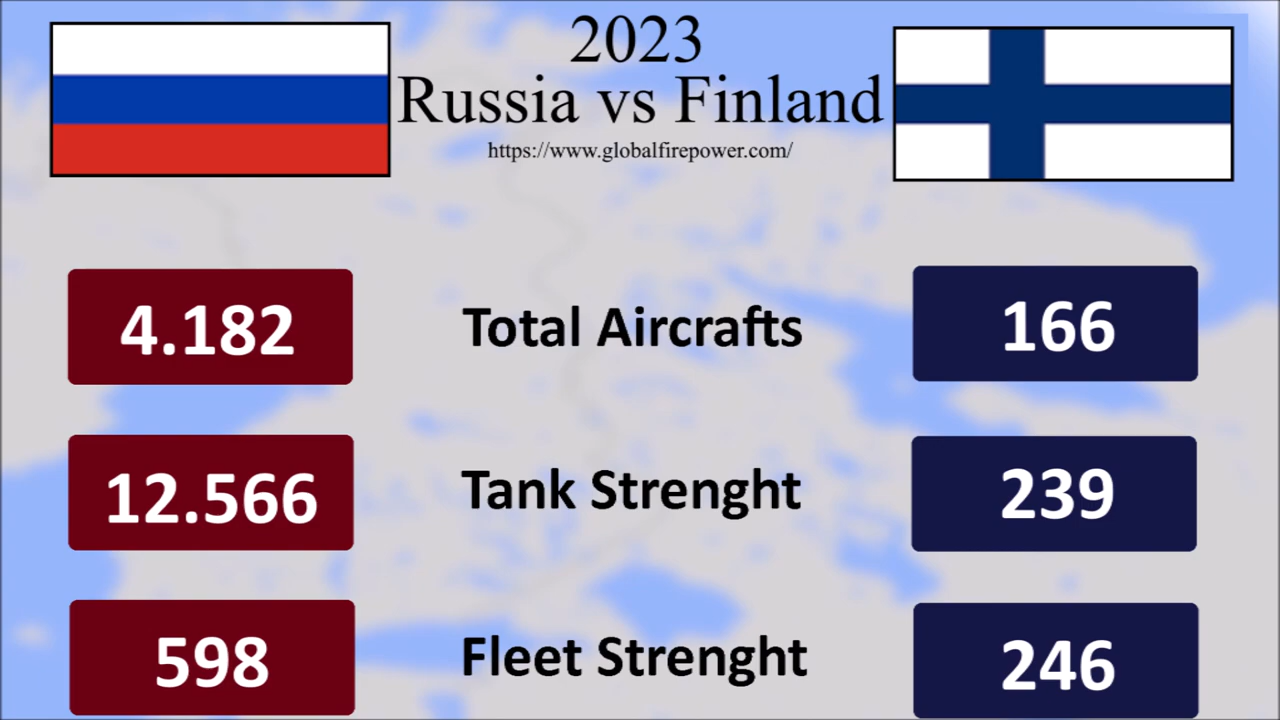 2023
Russia vs Finland
https://www.globalfirepower.com/
4.182 Total Aircrafts 166
12.566 Tank Strenght 239
598 Fleet Strenght 246